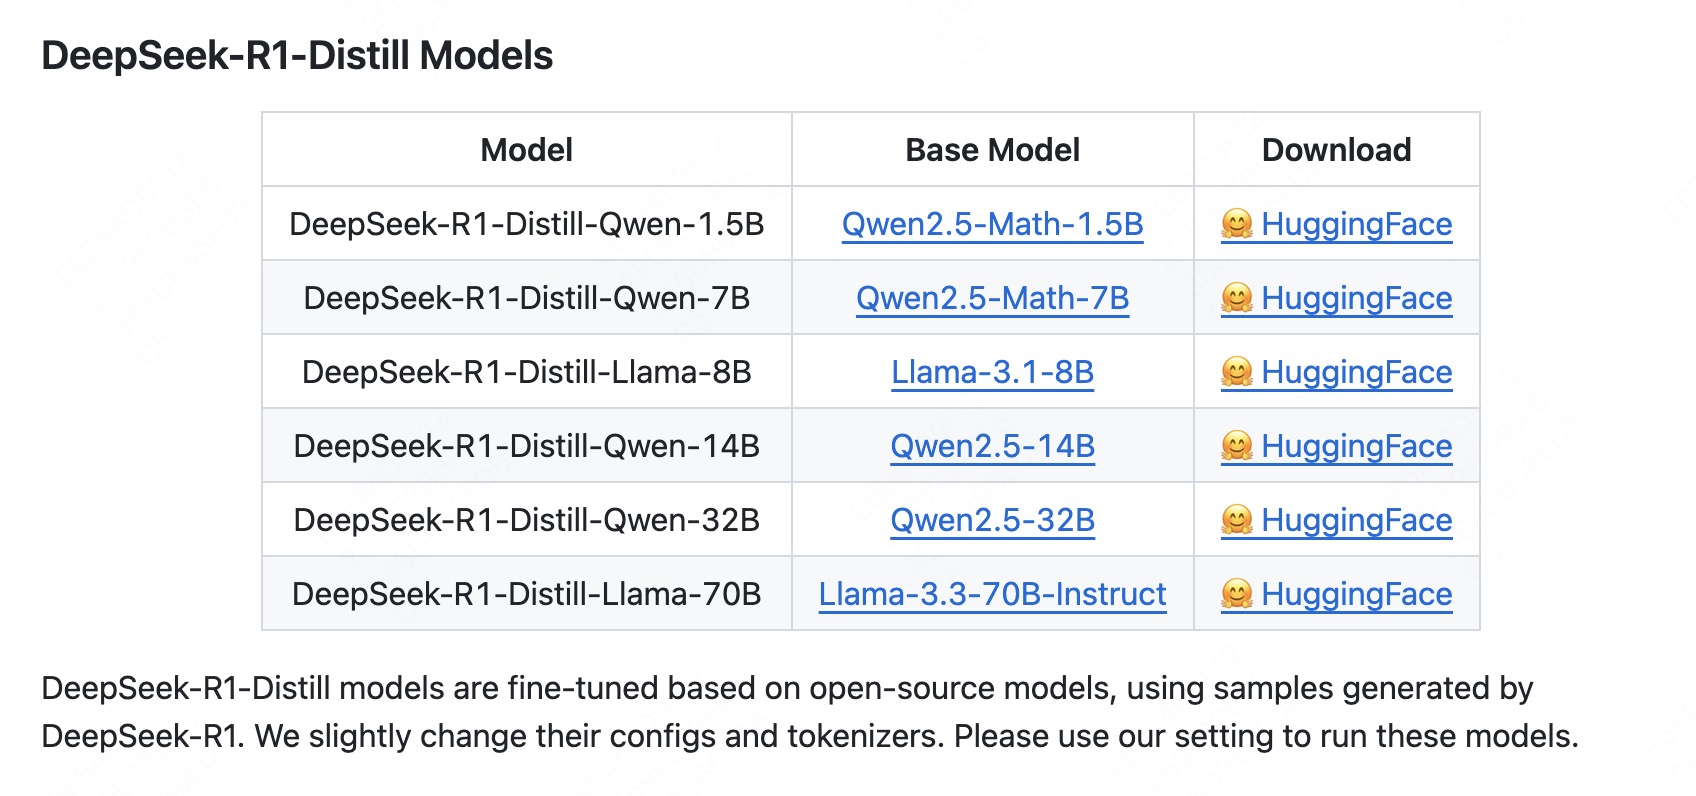 DeepSeek-R1-Distill Models
Model Base Model Download
DeepSeek-R1-Distill-Qwen-1.5B Qwen2.5-Math-1.5B 🤗 HuggingFace
DeepSeek-R1-Distill-Qwen-7B Qwen2.5-Math-7B 🤗 HuggingFace
DeepSeek-R1-Distill-Llama-8B Llama-3.1-8B 🤗 HuggingFace
DeepSeek-R1-Distill-Qwen-14B Qwen2.5-14B 🤗 HuggingFace
DeepSeek-R1-Distill-Qwen-32B Qwen2.5-32B 🤗 HuggingFace
DeepSeek-R1-Distill-Llama-70B Llama-3.3-70B-Instruct 🤗 HuggingFace
DeepSeek-R1-Distill models are fine-tuned based on open-source models, using samples generated by
DeepSeek-R1. We slightly change their configs and tokenizers. Please use our setting to run these models.